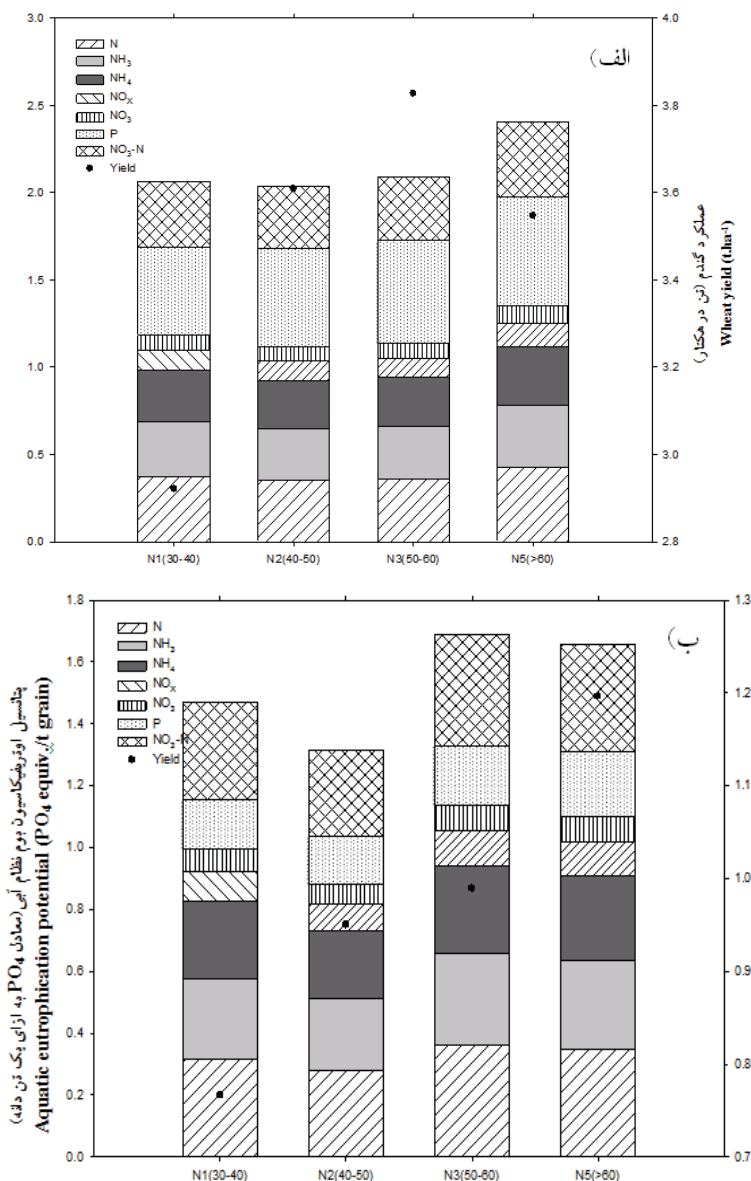 الف)
3.0
2.5
2.0
1.5
1.0
0.5
0.0
N
NH3
NH4
NOX
NO3
P
NO3-N
Yield
4.0
3.8
3.6
3.4
3.2
3.0
2.8
عملکرد گندم (تن در هکتار)
Wheat yield (t.ha-1)
N1(30-40) N2(40-50) N3(50-60) N5(>60)
ب)
1.8
1.6
1.4
1.2
1.0
0.8
0.6
0.4
0.2
0.0
N
NH3
NH4
NOX
NO3
P
NO3-N
Yield
1.3
1.2
1.1
1.0
0.9
0.8
0.7
پتانسیل اوتریفیکاسیون بوم نظام آبی (معادل PO4 به ازای یک تن دانه)
Aquatic eutrophication potential (PO4 equiv./t grain)
N1(30-40) N2(40-50) N3(50-60) N5(>60)